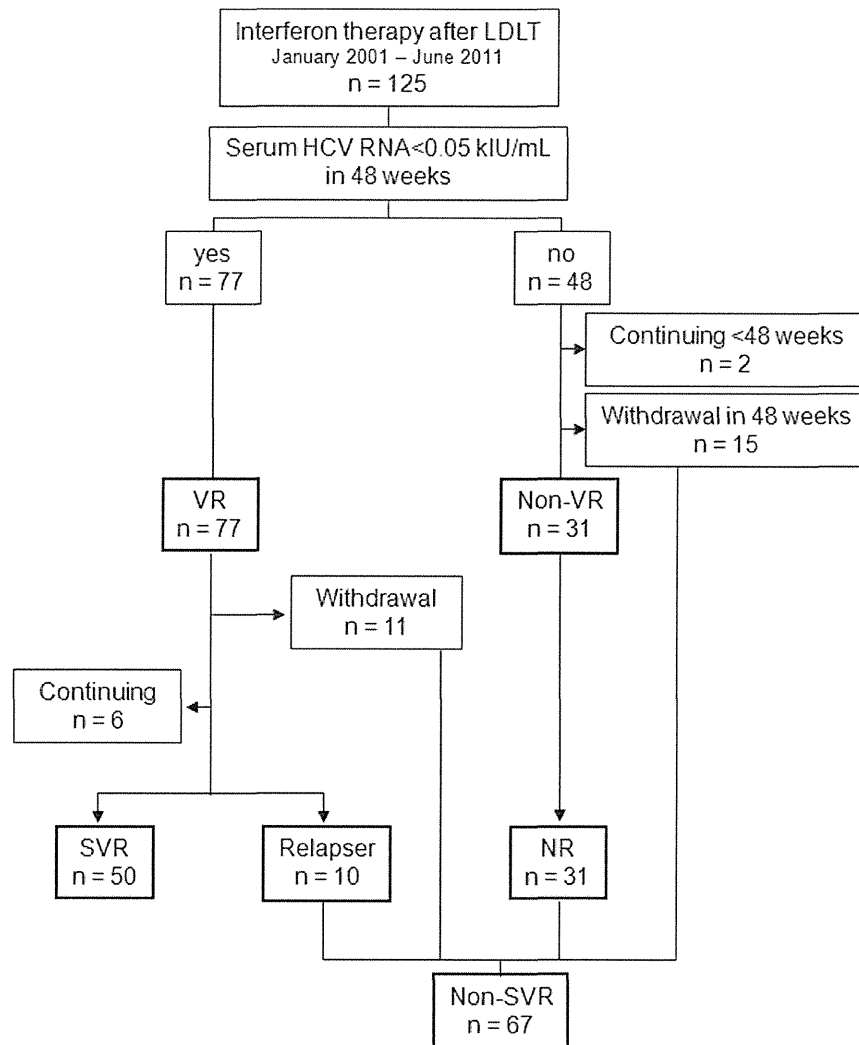 Interferon therapy after LDLT
January 2001 – June 2011
n = 125
Serum HCV RNA<0.05 kIU/mL
in 48 weeks
yes
n = 77
no
n = 48
Continuing <48 weeks
n = 2
Withdrawal in 48 weeks
n = 15
VR
n = 77
Non-VR
n = 31
Withdrawal
n = 11
Continuing
n = 6
SVR
n = 50
Relapser
n = 10
NR
n = 31
Non-SVR
n = 67